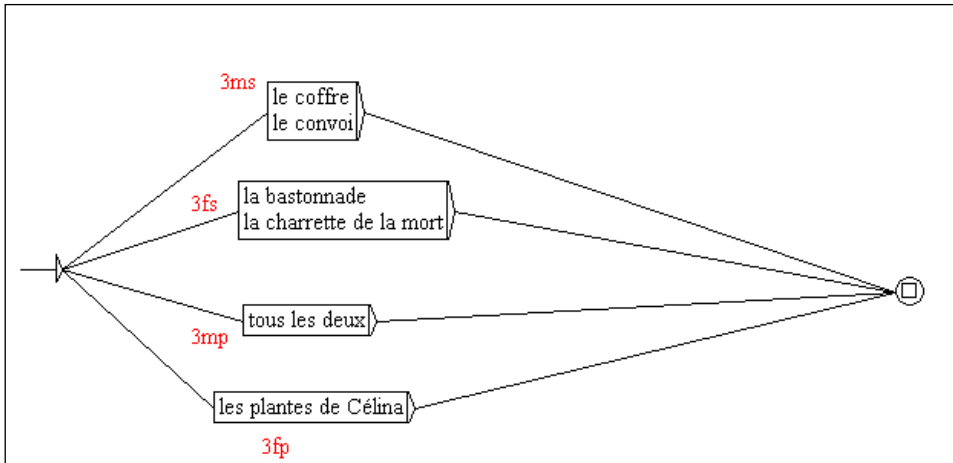 3ms
le coffre
le convoi
3fs
la bastonnade
la charrette de la mort
tous les deux
3mp
les plantes de Célina
3fp